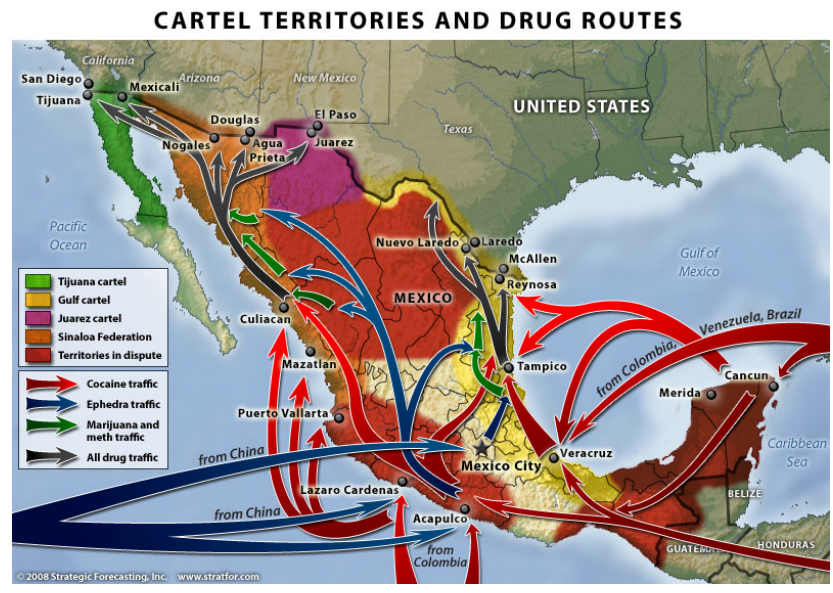 CARTEL TERRITORIES AND DRUG ROUTES
California
San Diego
Tijuana
Mexicali
Arizona
New Mexico
UNITED STATES
Douglas
El Paso
Nogales
Agua
Prieta
Juarez
Texas
Pacific
Ocean
Nuevo Laredo
Laredo
McAllen
Reynosa
Gulf of
Mexico
MEXICO
Tijuana cartel
Gulf cartel
Juarez cartel
Sinaloa Federation
Territories in dispute
Cocaine traffic
Ephedra traffic
Marijuana and
meth traffic
All drug traffic
Culiacan
Mazatlan
Puerto Vallarta
Tampico
from Colombia, Venezuela, Brazil
Cancun
Merida
Mexico City
Veracruz
Caribbean
Sea
from China
Lazaro Cardenas
from China
Acapulco
from
Colombia
BELIZE
GUATEMALA
HONDURAS
© 2008 Strategic Forecasting, Inc. www.stratfor.com